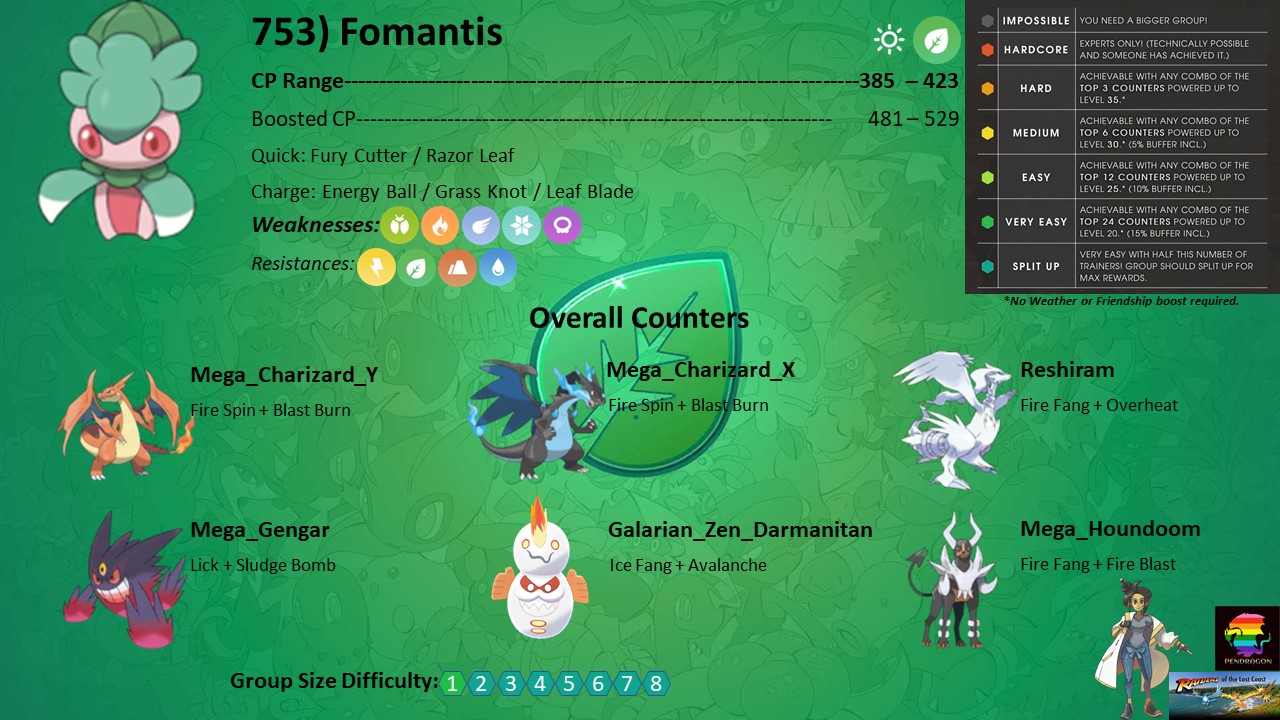 753) Fomantis
CP Range------------------------------------------------------------------------385 – 423
Boosted CP-------------------------------------------------------------------- 481 – 529
Quick: Fury Cutter / Razor Leaf
Charge: Energy Ball / Grass Knot / Leaf Blade
Weaknesses:
Resistances:
IMPOSSIBLE YOU NEED A BIGGER GROUP!
HARDCORE EXPERTS ONLY! (TECHNICALLY POSSIBLE
AND SOMEONE HAS ACHIEVED IT.)
HARD ACHIEVABLE WITH ANY COMBO OF THE
TOP 3 COUNTERS POWERED UP TO
LEVEL 35.*
MEDIUM ACHIEVABLE WITH ANY COMBO OF THE
TOP 6 COUNTERS POWERED UP TO
LEVEL 30.* (5% BUFFER INCL.)
EASY ACHIEVABLE WITH ANY COMBO OF THE
TOP 12 COUNTERS POWERED UP TO
LEVEL 25.* (10% BUFFER INCL.)
VERY EASY ACHIEVABLE WITH ANY COMBO OF THE
TOP 24 COUNTERS POWERED UP TO
LEVEL 20.* (15% BUFFER INCL.)
SPLIT UP VERY EASY WITH HALF THIS NUMBER OF
TRAINERS! GROUP SHOULD SPLIT UP FOR
MAX REWARDS.
*No Weather or Friendship boost required.
Overall Counters
Mega_Charizard_Y
Fire Spin + Blast Burn
Mega_Charizard_X
Fire Spin + Blast Burn
Reshiram
Fire Fang + Overheat
Mega_Gengar
Lick + Sludge Bomb
Galarian_Zen_Darmanitan
Ice Fang + Avalanche
Mega_Houndoom
Fire Fang + Fire Blast
Group Size Difficulty: 1 2 3 4 5 6 7 8
PENDRAGON
RAIDERS of the Lost Coast